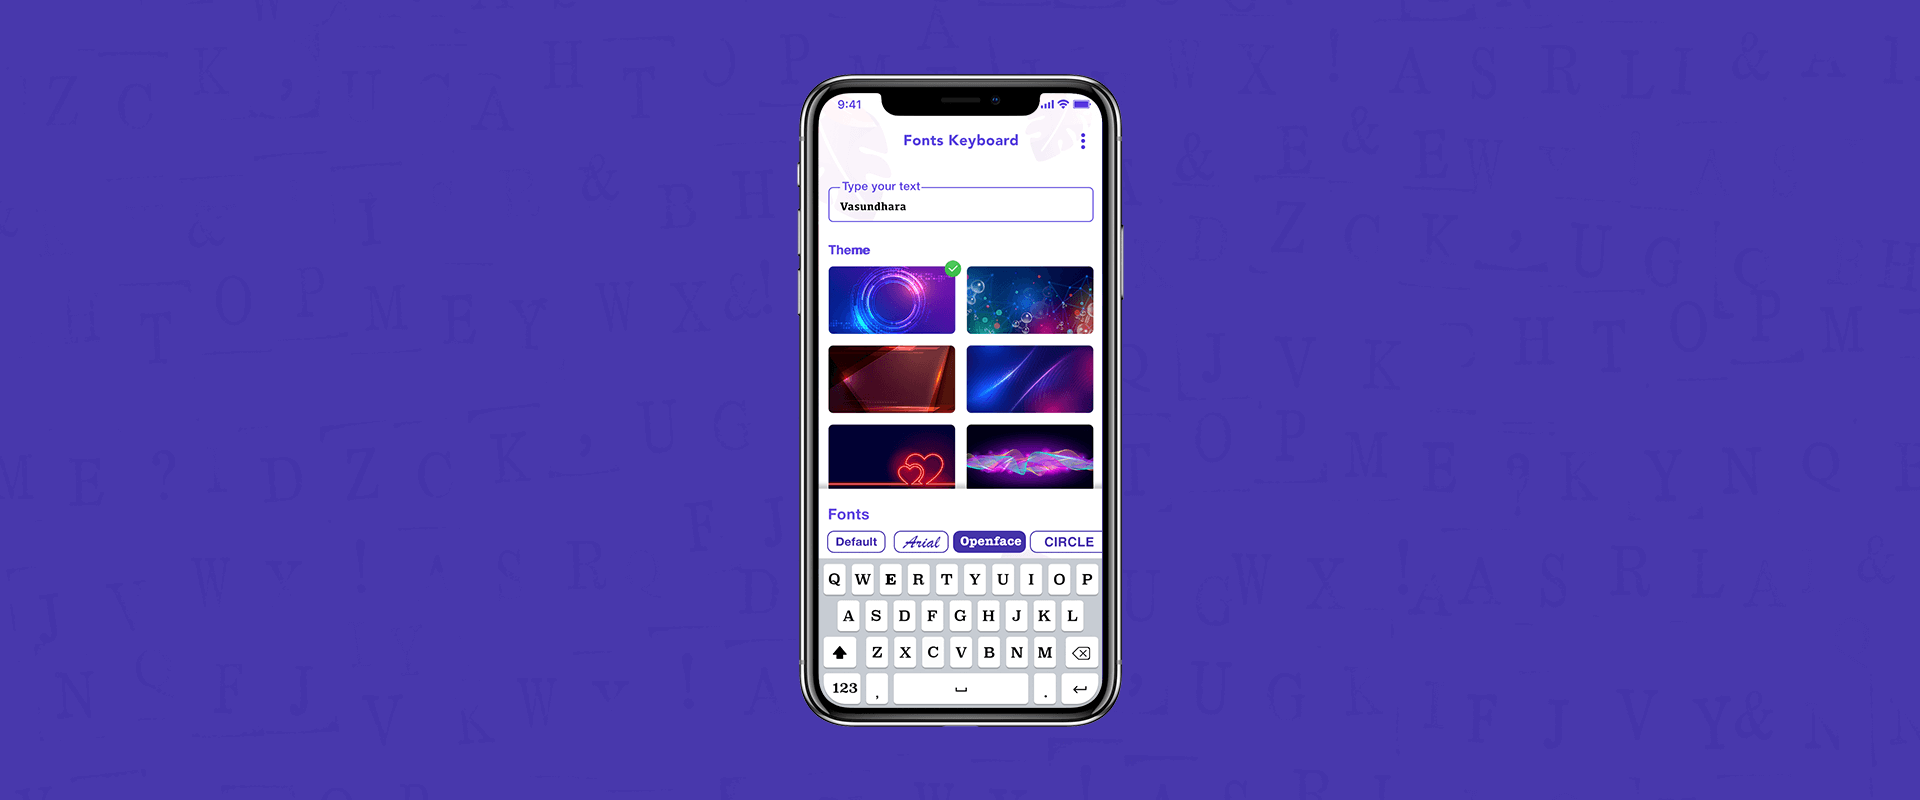 9:41
Fonts Keyboard
Type your text
Vasundhara
Theme
Fonts
Default Arial Openface CIRCLE
Q W E R T Y U I O P
A S D F G H J K L
Z X C V B N M
123 , .